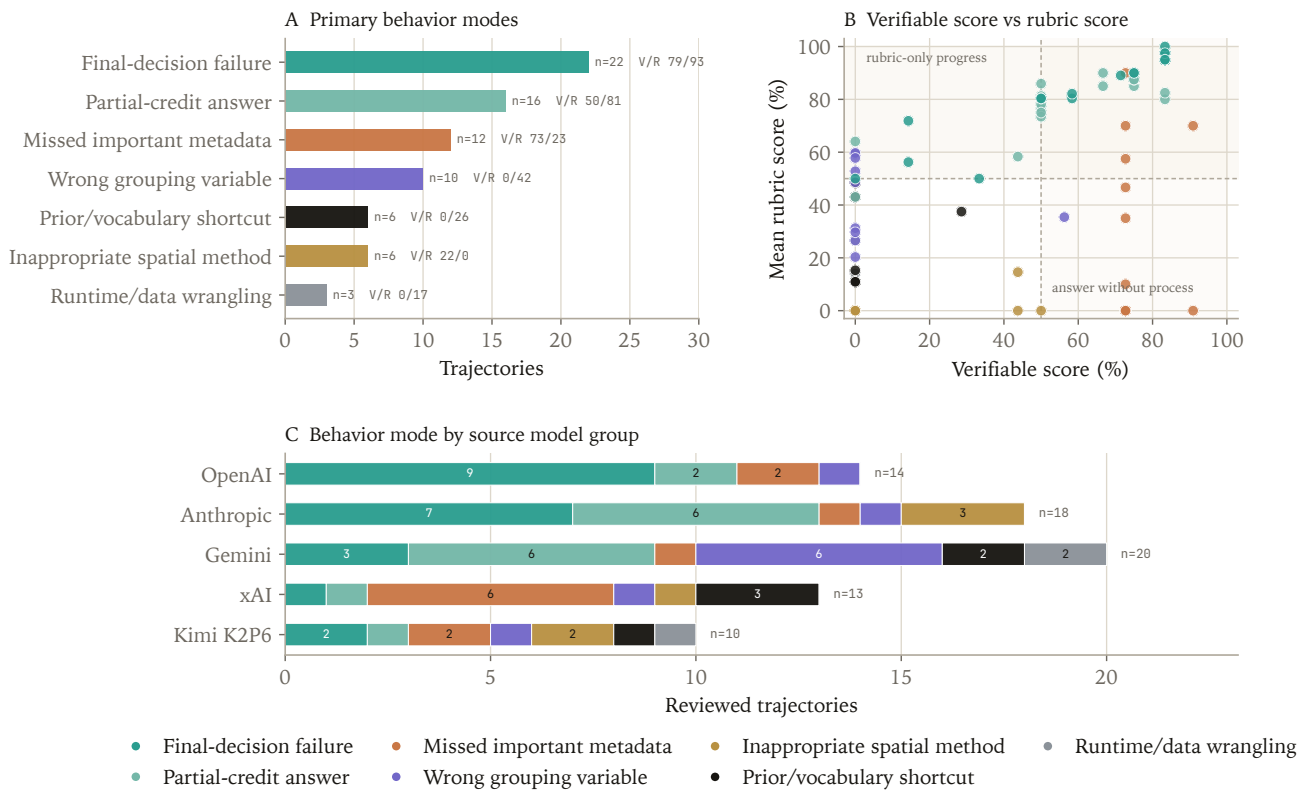 A Primary behavior modes
Final-decision failure
n=22 V/R 79/93
Partial-credit answer
n=16 V/R 50/81
Missed important metadata
n=12 V/R 73/23
Wrong grouping variable
n=10 V/R 0/42
Prior/vocabulary shortcut
n=6 V/R 0/26
Inappropriate spatial method
n=6 V/R 22/0
Runtime/data wrangling
n=3 V/R 0/17
0 5 10 15 20 25 30
Trajectories
B Verifiable score vs rubric score
Mean rubric score (%)
100
80
60
40
20
0
rubric-only progress
answer without process
0 20 40 60 80 100
Verifiable score (%)
C Behavior mode by source model group
OpenAI 9 2 2 n=14
Anthropic 7 6 3 n=18
Gemini 3 6 6 2 2 n=20
xAI 6 3 n=13
Kimi K2P6 2 2 2 n=10
0 5 10 15 20
Reviewed trajectories
Final-decision failure Missed important metadata Inappropriate spatial method Runtime/data wrangling
Partial-credit answer Wrong grouping variable Prior/vocabulary shortcut